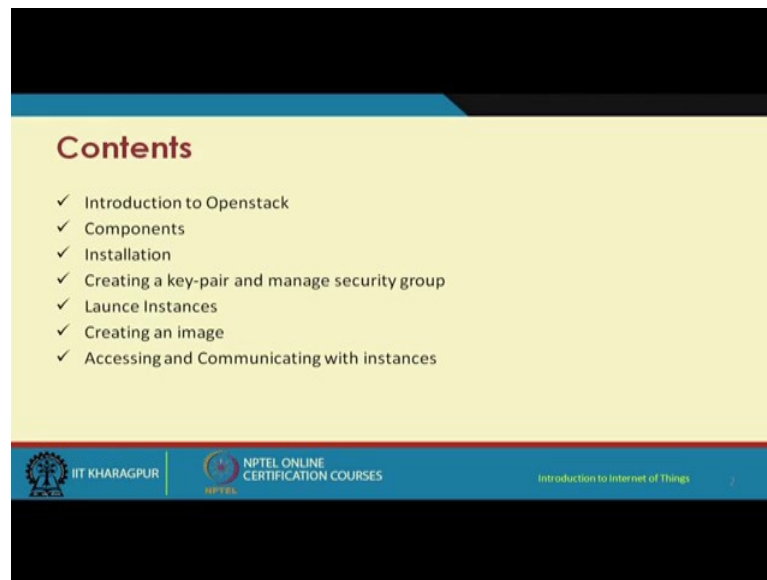 Contents
✓ Introduction to Openstack
✓ Components
✓ Installation
✓ Creating a key-pair and manage security group
✓ Launce Instances
✓ Creating an image
✓ Accessing and Communicating with instances
IIT KHARAGPUR
NPTEL ONLINE
CERTIFICATION COURSES
NPTEL
Introduction to Internet of Things
2